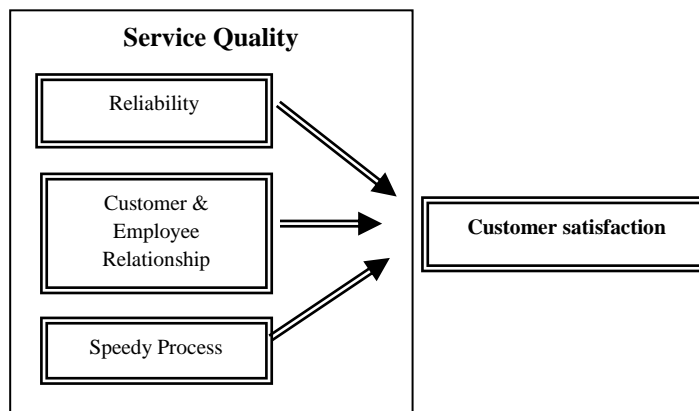 Service Quality
Reliability
Customer &
Employee
Relationship
Customer satisfaction
Speedy Process